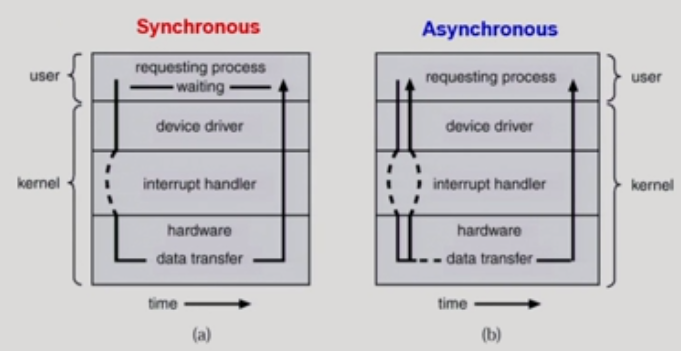 Synchronous
user
requesting process
waiting
device driver
kernel
interrupt handler
hardware
data transfer
time
(a)
Asynchronous
requesting process
user
device driver
interrupt handler
kernel
hardware
data transfer
time
(b)